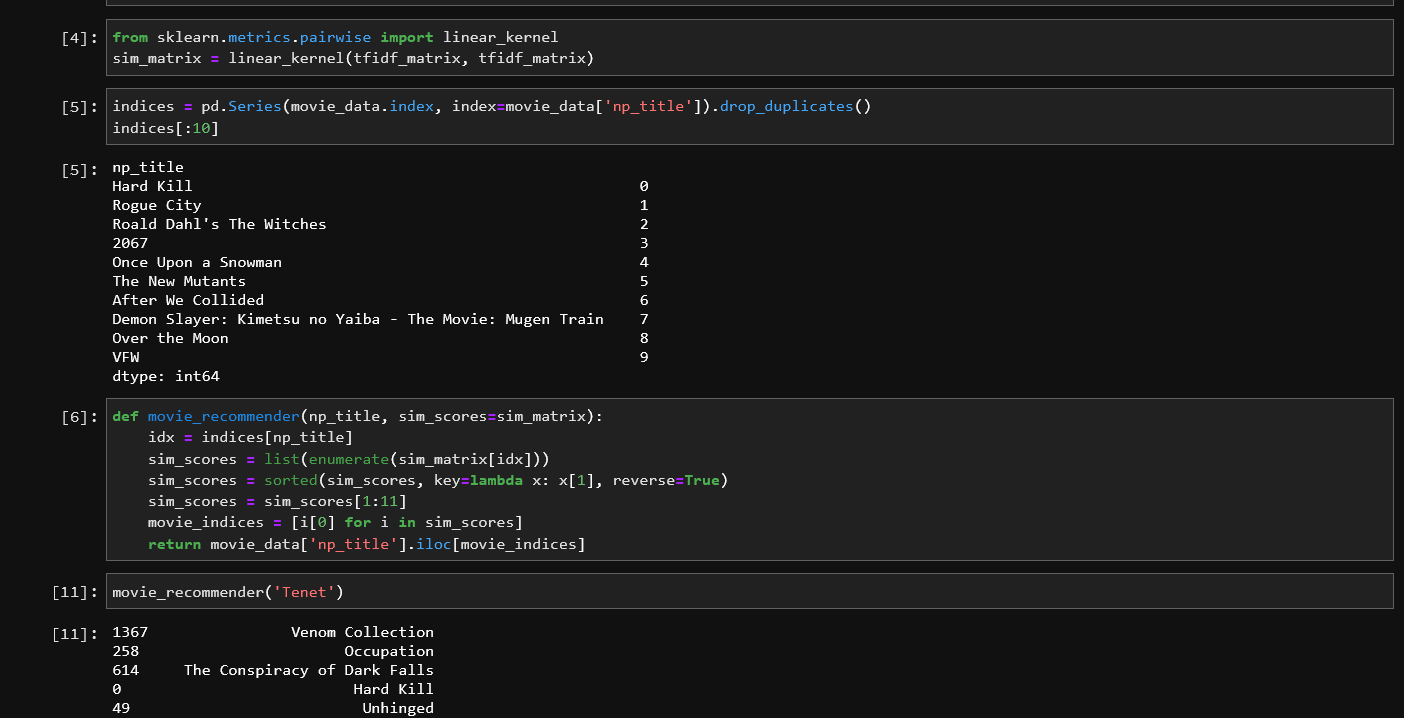 [4]: from sklearn.metrics.pairwise import linear_kernel
sim_matrix = linear_kernel(tfidf_matrix, tfidf_matrix)
[5]: indices = pd.Series(movie_data.index, index=movie_data['np_title']).drop_duplicates()
indices[:10]
[5]: np_title
Hard Kill 0
Rogue City 1
Roald Dahl's The Witches 2
2067 3
Once Upon a Snowman 4
The New Mutants 5
After We Collided 6
Demon Slayer: Kimetsu no Yaiba - The Movie: Mugen Train 7
Over the Moon 8
VFW 9
dtype: int64
[6]: def movie_recommender(np_title, sim_scores=sim_matrix):
    idx = indices[np_title]
    sim_scores = list(enumerate(sim_matrix[idx]))
    sim_scores = sorted(sim_scores, key=lambda x: x[1], reverse=True)
    sim_scores = sim_scores[1:11]
    movie_indices = [i[0] for i in sim_scores]
    return movie_data['np_title'].iloc[movie_indices]
[11]: movie_recommender('Tenet')
[11]: 1367 Venom Collection
258 Occupation
614 The Conspiracy of Dark Falls
0 Hard Kill
49 Unhinged